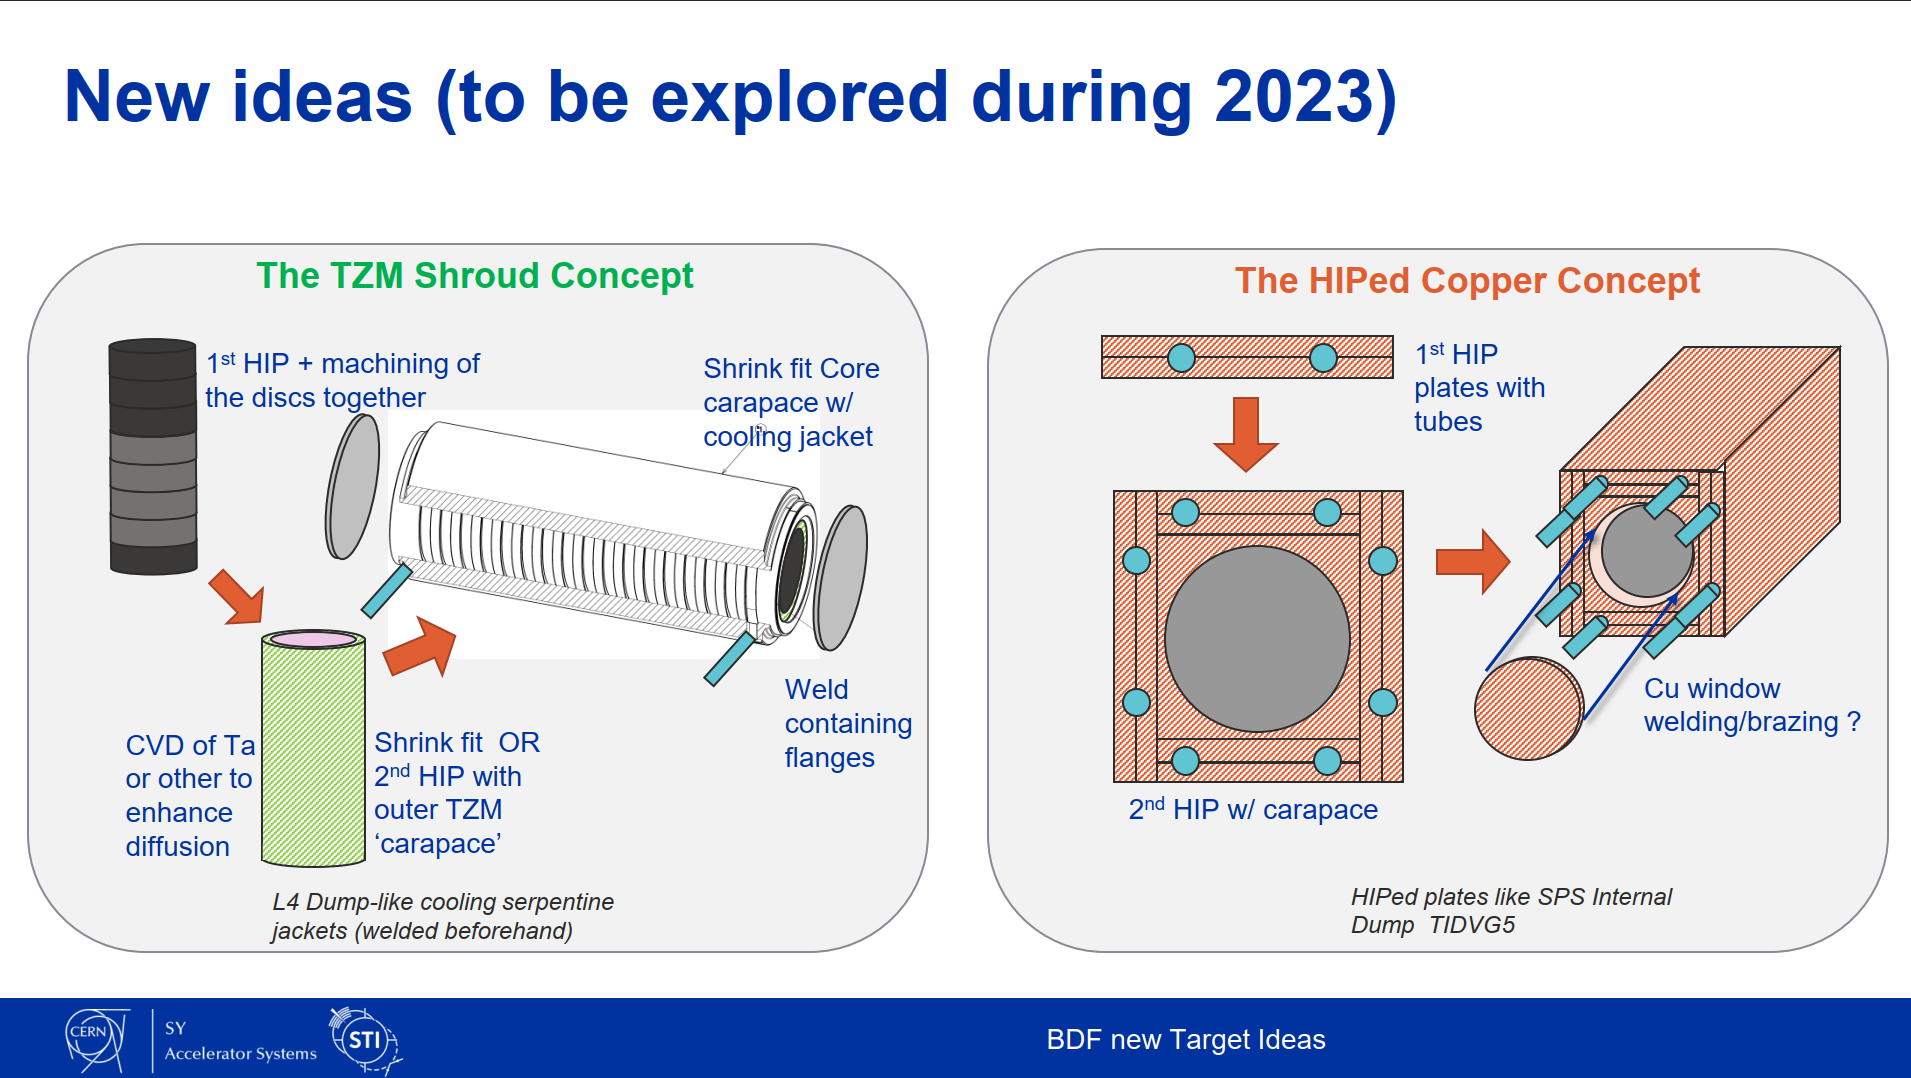 New ideas (to be explored during 2023)
The TZM Shroud Concept
1st HIP + machining of
the discs together
Shrink fit Core
carapace w/
cooling jacket
CVD of Ta
or other to
enhance
diffusion
Shrink fit  OR
2nd HIP with
outer TZM
‘carapace’
Weld
containing
flanges
L4 Dump-like cooling serpentine
jackets (welded beforehand)
The HIPed Copper Concept
1st HIP
plates with
tubes
2nd HIP w/ carapace
Cu window
welding/brazing ?
HIPed plates like SPS Internal
Dump  TIDVG5
CERN
SY
Accelerator Systems
STI
BDF new Target Ideas